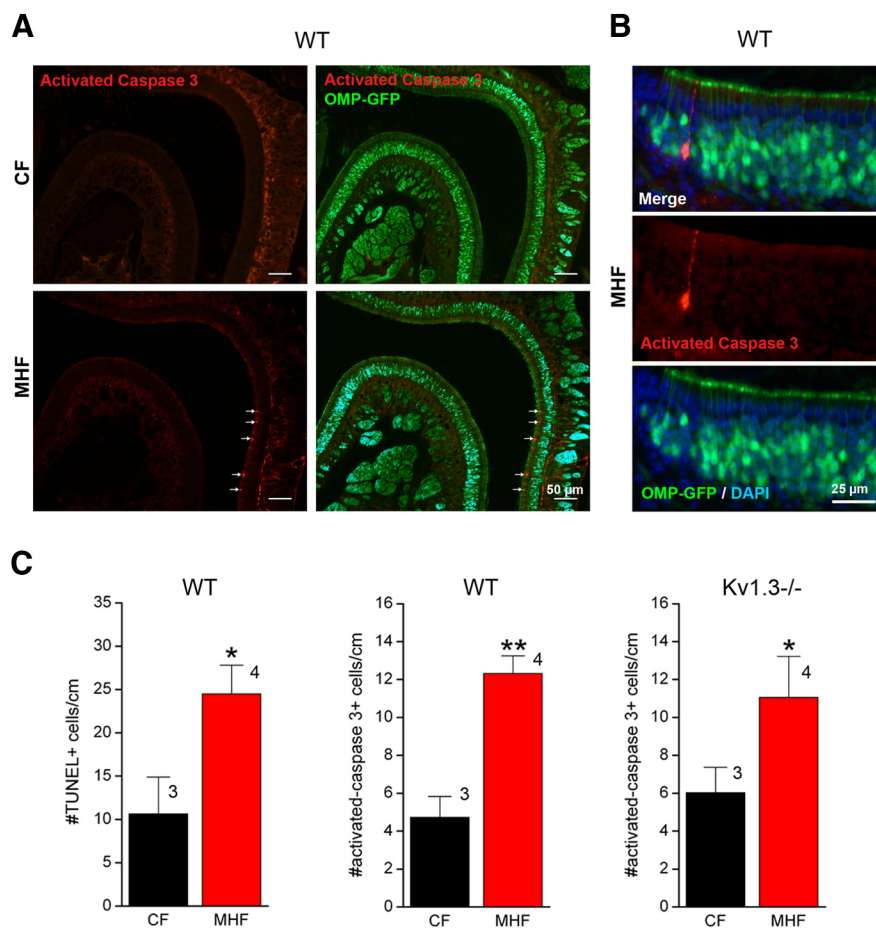 A
WT
Activated Caspase 3
Activated Caspase 3
OMP-GFP
CF
MHF
50 µm
B
WT
Merge
MHF
Activated Caspase 3
OMP-GFP / DAPI
25 µm
C
WT
#TUNEL+ cells/cm
35
30
25
20
15
10
5
0
3
*
4
CF
MHF
WT
#activated-caspase 3+ cells/cm
16
14
12
10
8
6
4
2
0
3
**
4
CF
MHF
Kv1.3-/-
#activated-caspase 3+ cells/cm
16
14
12
10
8
6
4
2
0
3
*
4
CF
MHF